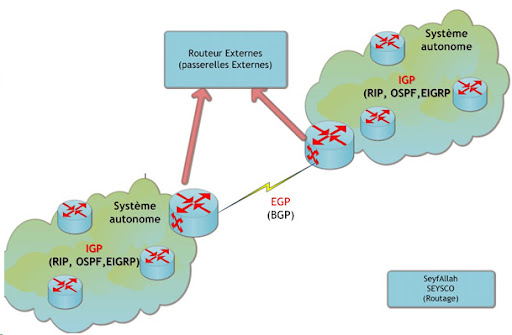 Routeur Externes
(passerelles Externes)
Système
autonome
IGP
(RIP, OSPF,EIGRP
EGP
(BGP)
Système
autonome
IGP
(RIP, OSPF,EIGRP)
SeyfAllah
SEYSCO
(Routage)